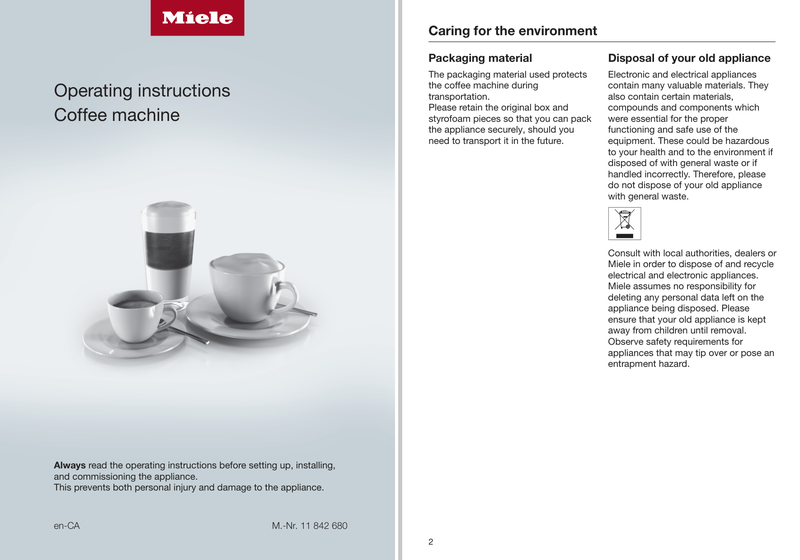 Miele
Operating instructions
Coffee machine
Always read the operating instructions before setting up, installing,
and commissioning the appliance.
This prevents both personal injury and damage to the appliance.
en-CA
M.-Nr. 11 842 680
Caring for the environment
Packaging material
The packaging material used protects
the coffee machine during
transportation.
Please retain the original box and
styrofoam pieces so that you can pack
the appliance securely, should you
need to transport it in the future.
Disposal of your old appliance
Electronic and electrical appliances
contain many valuable materials. They
also contain certain materials,
compounds and components which
were essential for the proper
functioning and safe use of the
equipment. These could be hazardous
to your health and to the environment if
disposed of with general waste or if
handled incorrectly. Therefore, please
do not dispose of your old appliance
with general waste.
Consult with local authorities, dealers or
Miele in order to dispose of and recycle
electrical and electronic appliances.
Miele assumes no responsibility for
deleting any personal data left on the
appliance being disposed. Please
ensure that your old appliance is kept
away from children until removal.
Observe safety requirements for
appliances that may tip over or pose an
entrapment hazard.
2